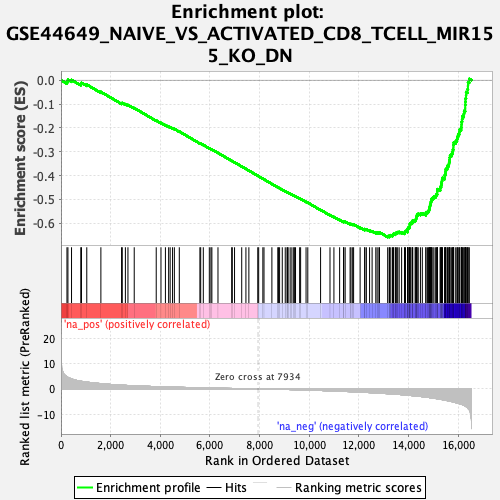 Enrichment plot:
GSE44649_NAIVE_VS_ACTIVATED_CD8_TCELL_MIR15
5_KO_DN
Enrichment score (ES)
0.0
-0.1
-0.2
-0.3
-0.4
-0.5
-0.6
'na_pos' (positively correlated)
Ranked list metric (PreRanked)
20
10
0
-10
Zero cross at 7934
'na_neg' (negatively correlated)
0
2,000
4,000
6,000
8,000
10,000
12,000
14,000
16,000
Rank in Ordered Dataset
Enrichment profile
Hits
Ranking metric scores